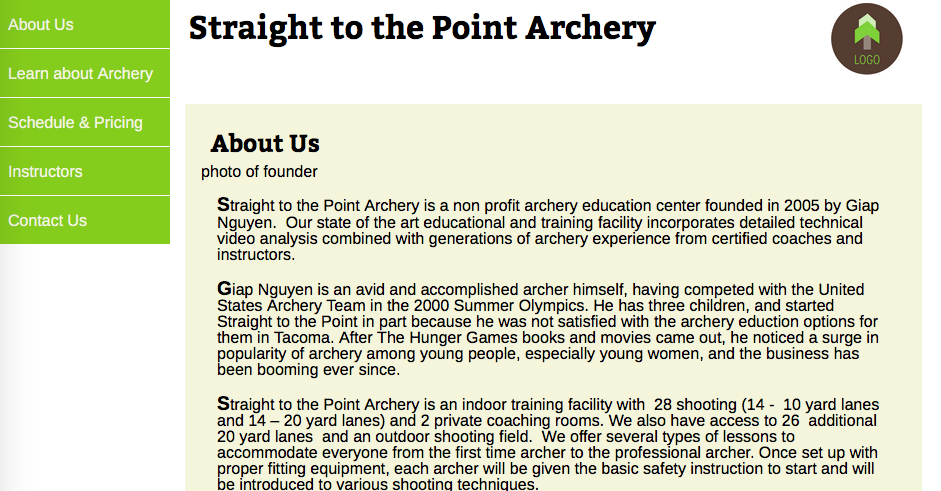 About Us
Learn about Archery
Schedule & Pricing
Instructors
Contact Us
Straight to the Point Archery
LOGO
About Us
photo of founder
Straight to the Point Archery is a non profit archery education center founded in 2005 by Giap
Nguyen.  Our state of the art educational and training facility incorporates detailed technical
video analysis combined with generations of archery experience from certified coaches and
instructors.
Giap Nguyen is an avid and accomplished archer himself, having competed with the United
States Archery Team in the 2000 Summer Olympics. He has three children, and started
Straight to the Point in part because he was not satisfied with the archery eduction options for
them in Tacoma. After The Hunger Games books and movies came out, he noticed a surge in
popularity of archery among young people, especially young women, and the business has
been booming ever since.
Straight to the Point Archery is an indoor training facility with  28 shooting (14 -  10 yard lanes
and 14 – 20 yard lanes) and 2 private coaching rooms. We also have access to 26  additional
20 yard lanes  and an outdoor shooting field.  We offer several types of lessons to
accommodate everyone from the first time archer to the professional archer. Once set up with
proper fitting equipment, each archer will be given the basic safety instruction to start and will
be introduced to various shooting techniques.